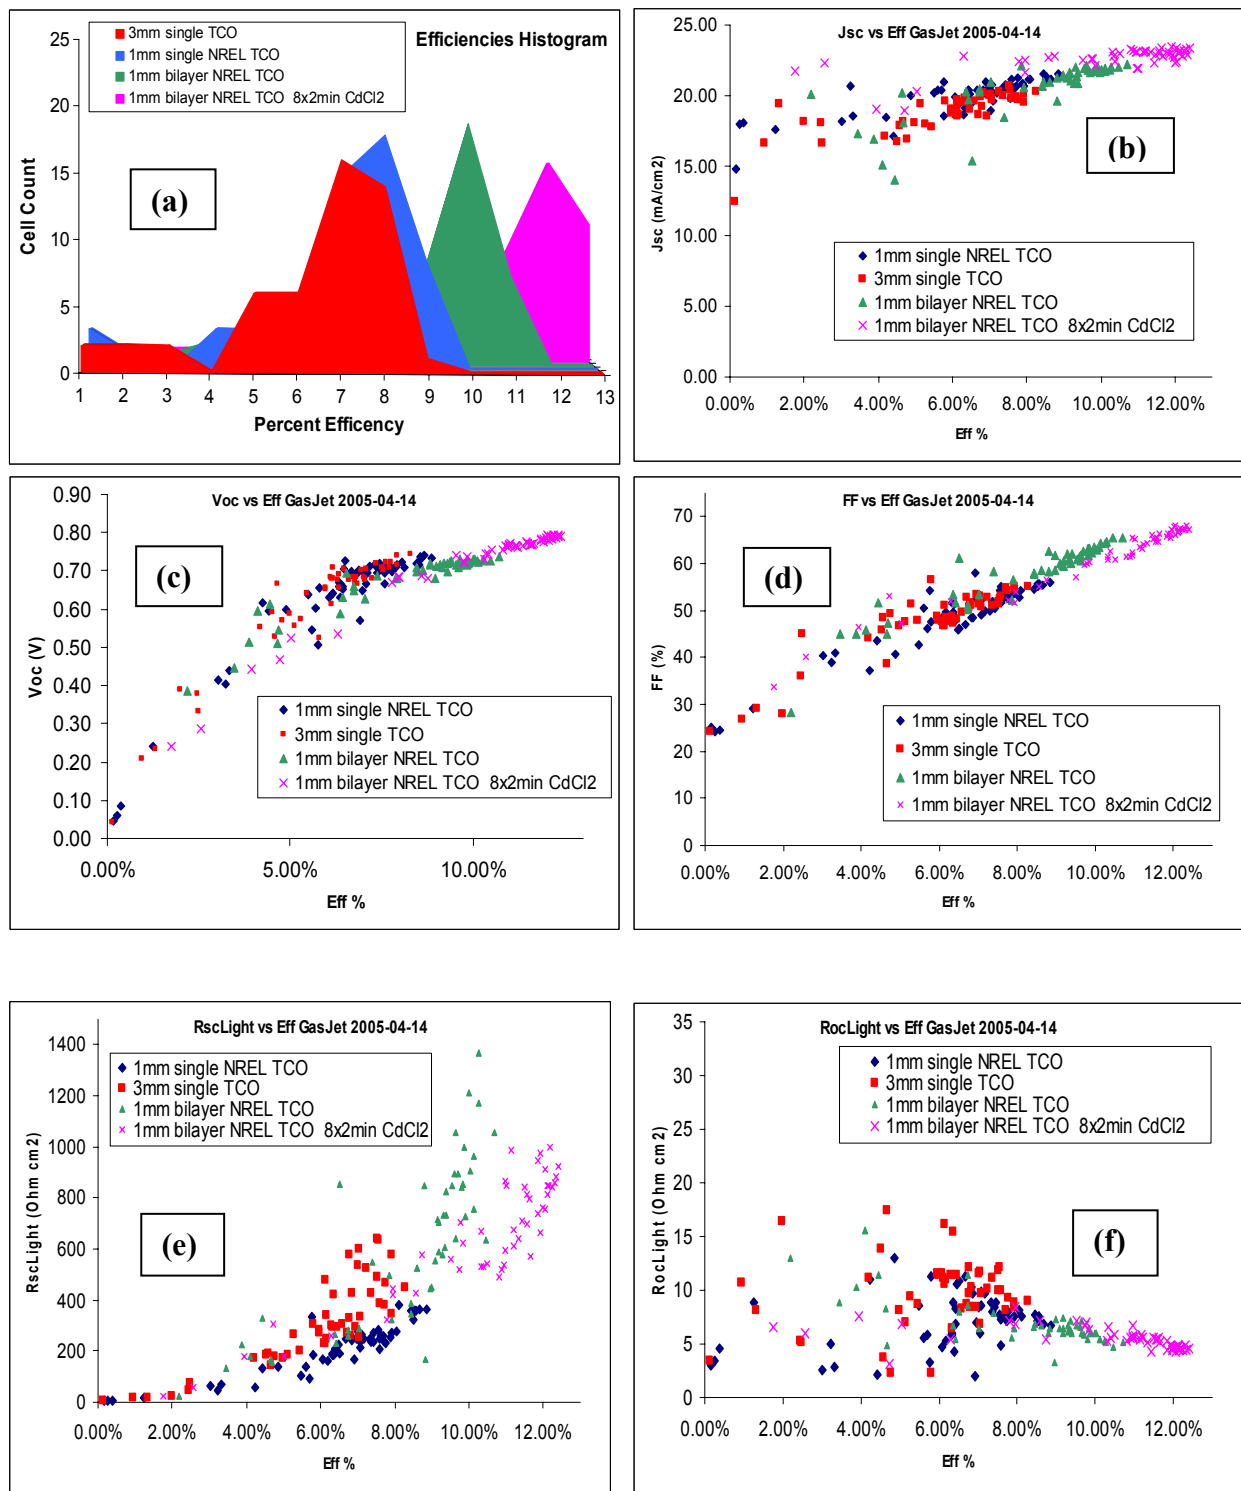 3mm single TCO
1mm single NREL TCO
1mm bilayer NREL TCO
1mm bilayer NREL TCO 8x2min CdCl2
Efficiencies Histogram
(a)
Cell Count
25
20
15
10
5
0
1 2 3 4 5 6 7 8 9 10 11 12 13
Percent Efficency
Jsc vs Eff GasJet 2005-04-14
(b)
Jsc (mA/cm2)
25.00
20.00
15.00
10.00
5.00
0.00
1mm single NREL TCO
3mm single TCO
1mm bilayer NREL TCO
1mm bilayer NREL TCO 8x2min CdCl2
0.00% 2.00% 4.00% 6.00% 8.00% 10.00% 12.00%
Eff %
Voc vs Eff GasJet 2005-04-14
(c)
Voc (V)
0.90
0.80
0.70
0.60
0.50
0.40
0.30
0.20
0.10
0.00
1mm single NREL TCO
3mm single TCO
1mm bilayer NREL TCO
1mm bilayer NREL TCO 8x2min CdCl2
0.00% 5.00% 10.00%
Eff %
FF vs Eff GasJet 2005-04-14
(d)
FF (%)
70
60
50
40
30
20
10
0
1mm single NREL TCO
3mm single TCO
1mm bilayer NREL TCO
1mm bilayer NREL TCO 8x2min CdCl2
0.00% 2.00% 4.00% 6.00% 8.00% 10.00% 12.00%
Eff %
RscLight vs Eff GasJet 2005-04-14
1mm single NREL TCO
3mm single TCO
1mm bilayer NREL TCO
1mm bilayer NREL TCO 8x2min CdCl2
(e)
RscLight (Ohm cm2)
1400
1200
1000
800
600
400
200
0
0.00% 2.00% 4.00% 6.00% 8.00% 10.00% 12.00%
Eff %
RocLight vs Eff GasJet 2005-04-14
1mm single NREL TCO
3mm single TCO
1mm bilayer NREL TCO
1mm bilayer NREL TCO 8x2min CdCl2
(f)
RocLight (Ohm cm2)
35
30
25
20
15
10
5
0
0.00% 2.00% 4.00% 6.00% 8.00% 10.00% 12.00%
Eff %